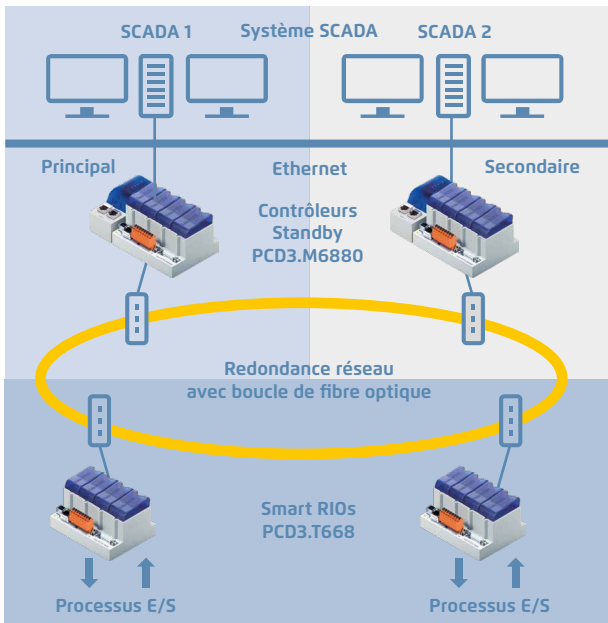 SCADA 1
Système SCADA
SCADA 2
Principal
Ethernet
Secondaire
Contrôleurs
Standby
PCD3.M6880
Redondance réseau
avec boucle de fibre optique
Smart RIOs
PCD3.T668
Processus E/S
Processus E/S